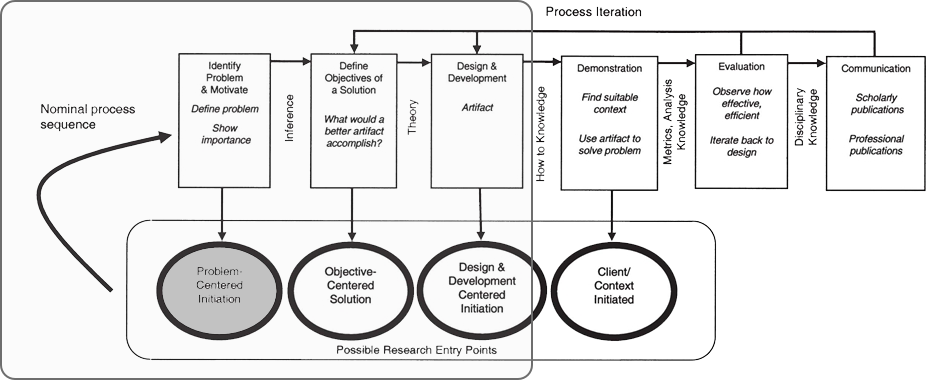 Process Iteration
Nominal process
sequence
Identify
Problem
& Motivate
Define problem
Show
importance
Inference
Define
Objectives of
a Solution
What would a
better artifact
accomplish?
Theory
Design &
Development
Artifact
How to Knowledge
Demonstration
Find suitable
context
Use artifact to
solve problem
Metrics, Analysis
Knowledge
Evaluation
Observe how
effective,
efficient
Iterate back to
design
Disciplinary
Knowledge
Communication
Scholarly
publications
Professional
publications
Problem-
Centered
Initiation
Objective-
Centered
Solution
Design &
Development
Centered
Initiation
Client/
Context
Initiated
Possible Research Entry Points